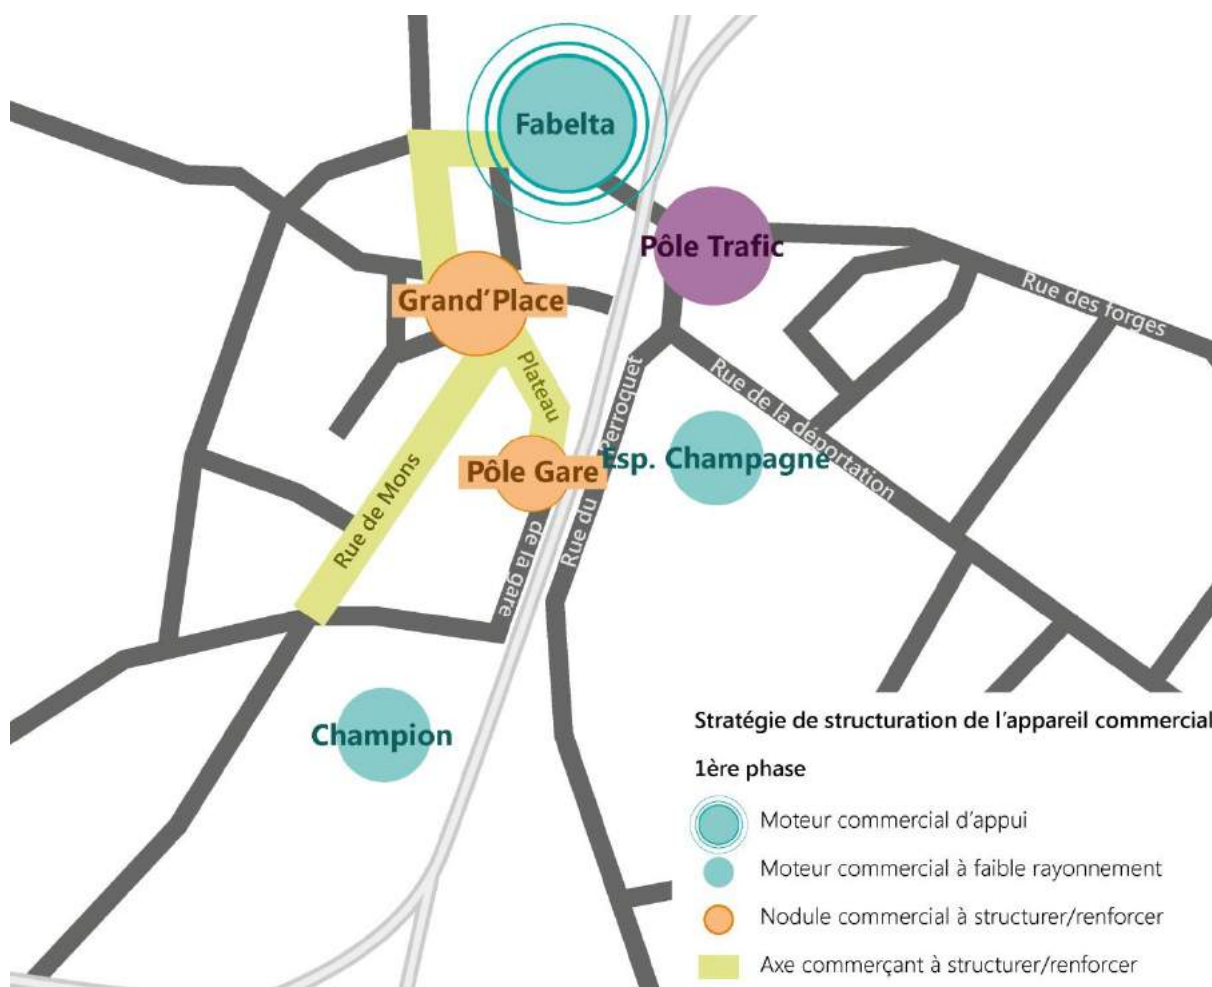 Fabelta
Pôle Trafic
Grand'Place
Rue des forges
Plateau
Rue du Perroquet
Rue de la déportation
Pôle Gare
Esp. Champagne
Rue de Mons
de la gare
Champion
Stratégie de structuration de l'appareil commercial
1ère phase
Moteur commercial d'appui
Moteur commercial à faible rayonnement
Nodule commercial à structurer/renforcer
Axe commerçant à structurer/renforcer